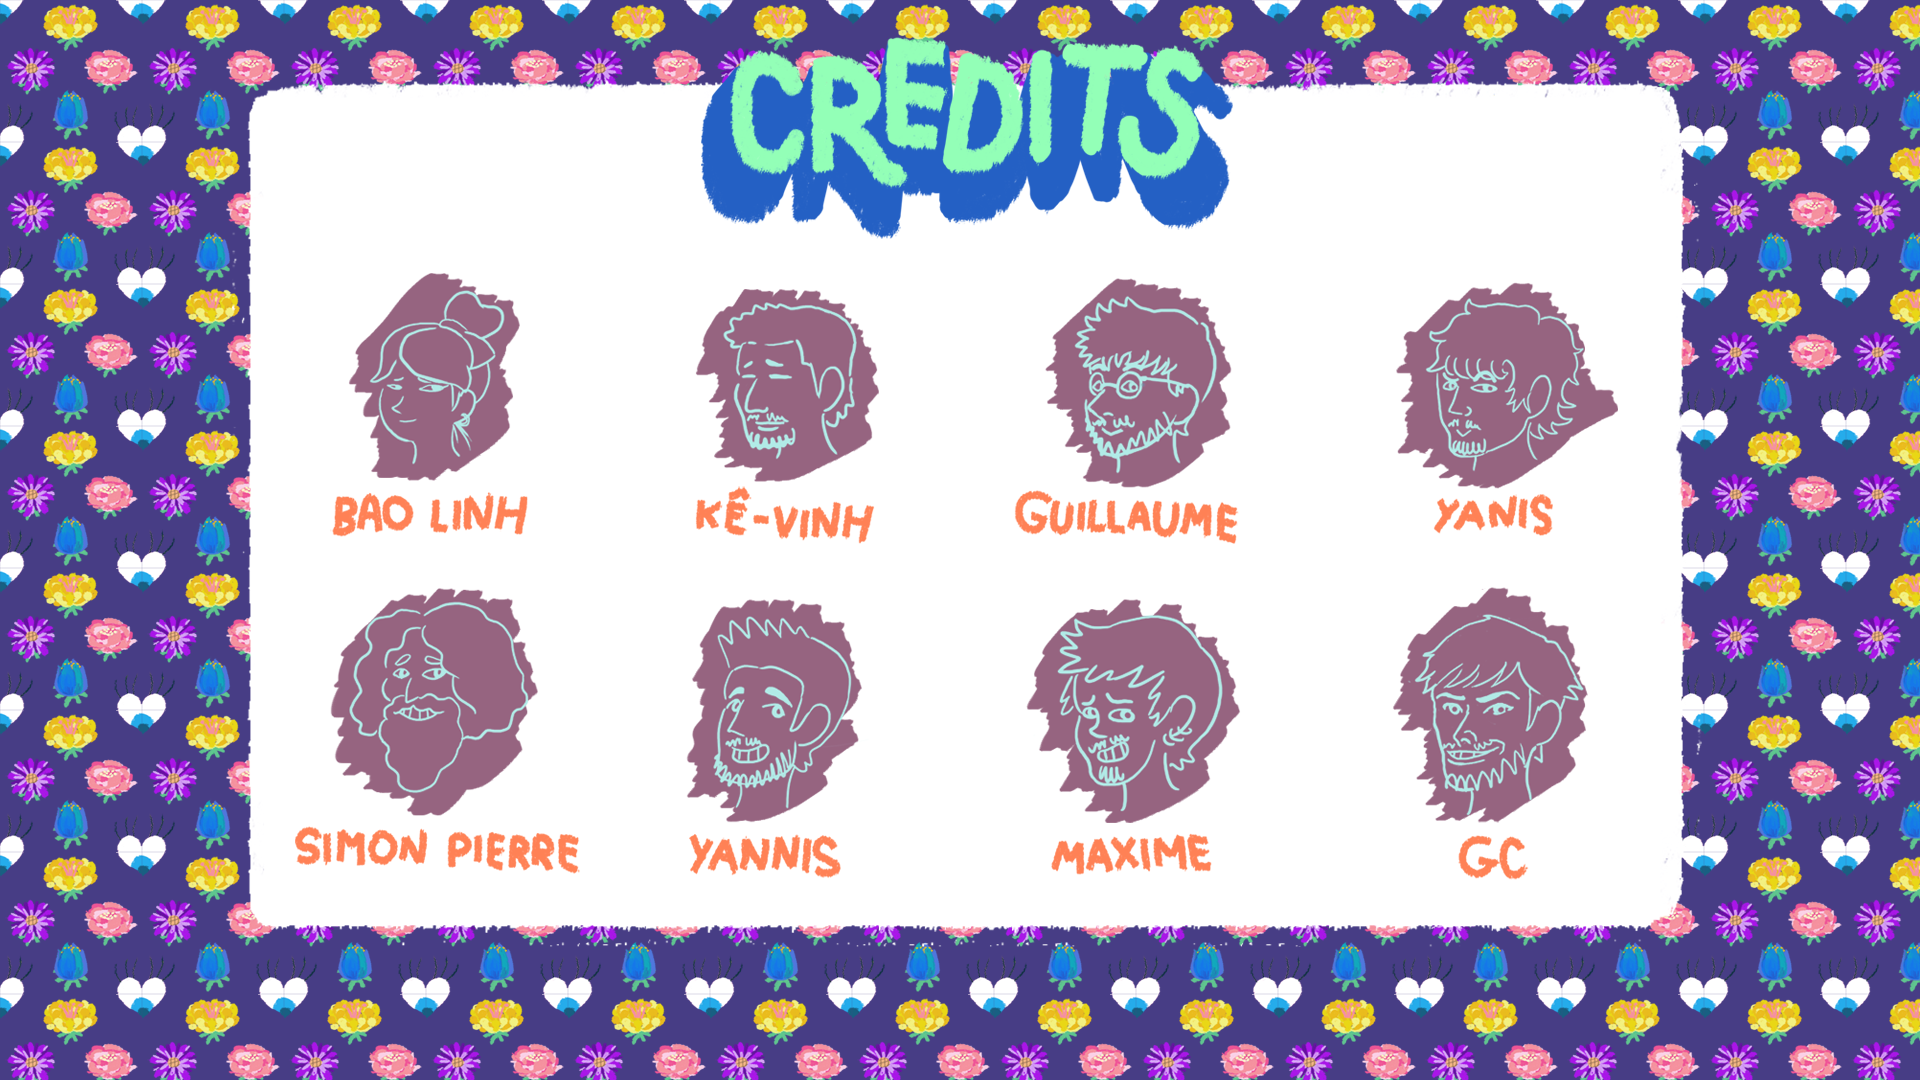 CREDITS
BAO LINH
KÊ-VINH
GUILLAUME
YANIS
SIMON PIERRE
YANNIS
MAXIME
GC